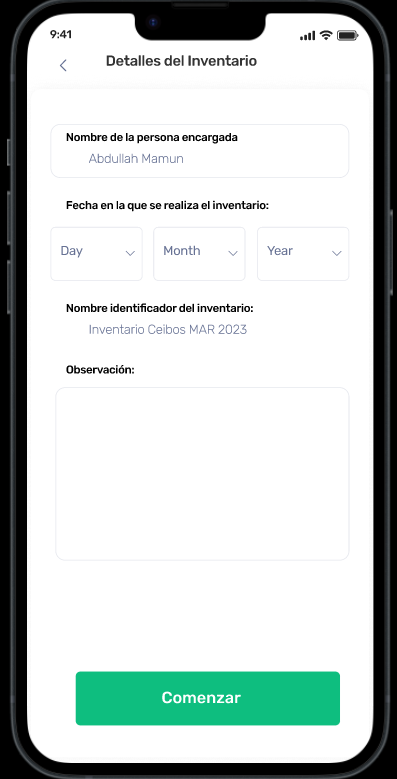 9:41
Detalles del Inventario
Nombre de la persona encargada
Abdullah Mamun
Fecha en la que se realiza el inventario:
Day Month Year
Nombre identificador del inventario:
Inventario Ceibos MAR 2023
Observación:
Comenzar